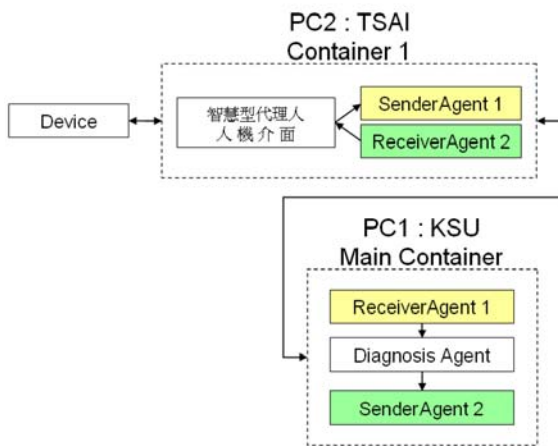 PC2 : TSAI
Container 1
Device
智慧型代理人
人 機 介 面
SenderAgent 1
ReceiverAgent 2
PC1 : KSU
Main Container
ReceiverAgent 1
Diagnosis Agent
SenderAgent 2